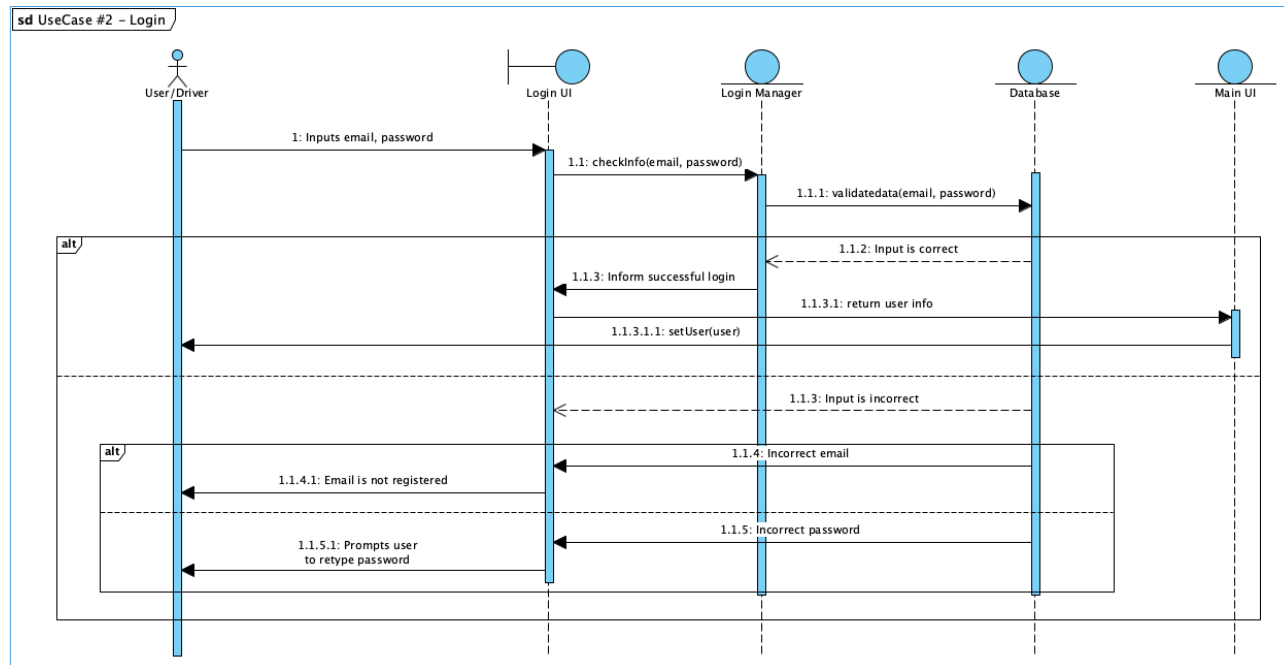 sd UseCase #2 – Login
User/Driver
Login UI
Login Manager
Database
Main UI
1: Inputs email, password
1.1: checkInfo(email, password)
1.1.1: validatedata(email, password)
alt
1.1.2: Input is correct
1.1.3: Inform successful login
1.1.3.1: return user info
1.1.3.1.1: setUser(user)
1.1.3: Input is incorrect
alt
1.1.4: Incorrect email
1.1.4.1: Email is not registered
1.1.5: Incorrect password
1.1.5.1: Prompts user
to retype password